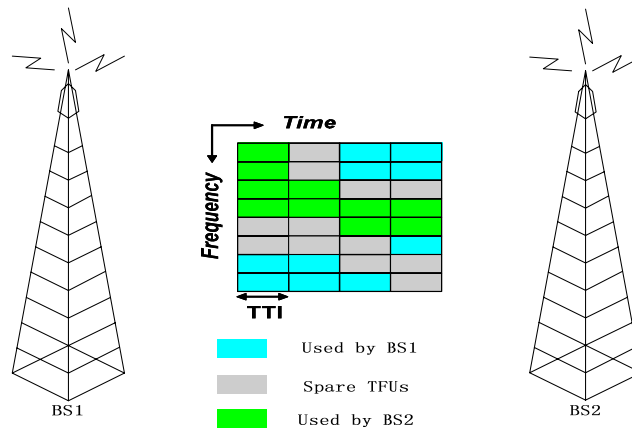 Time
Frequency
TTI
Used by BS1
Spare TFUs
Used by BS2
BS1
BS2